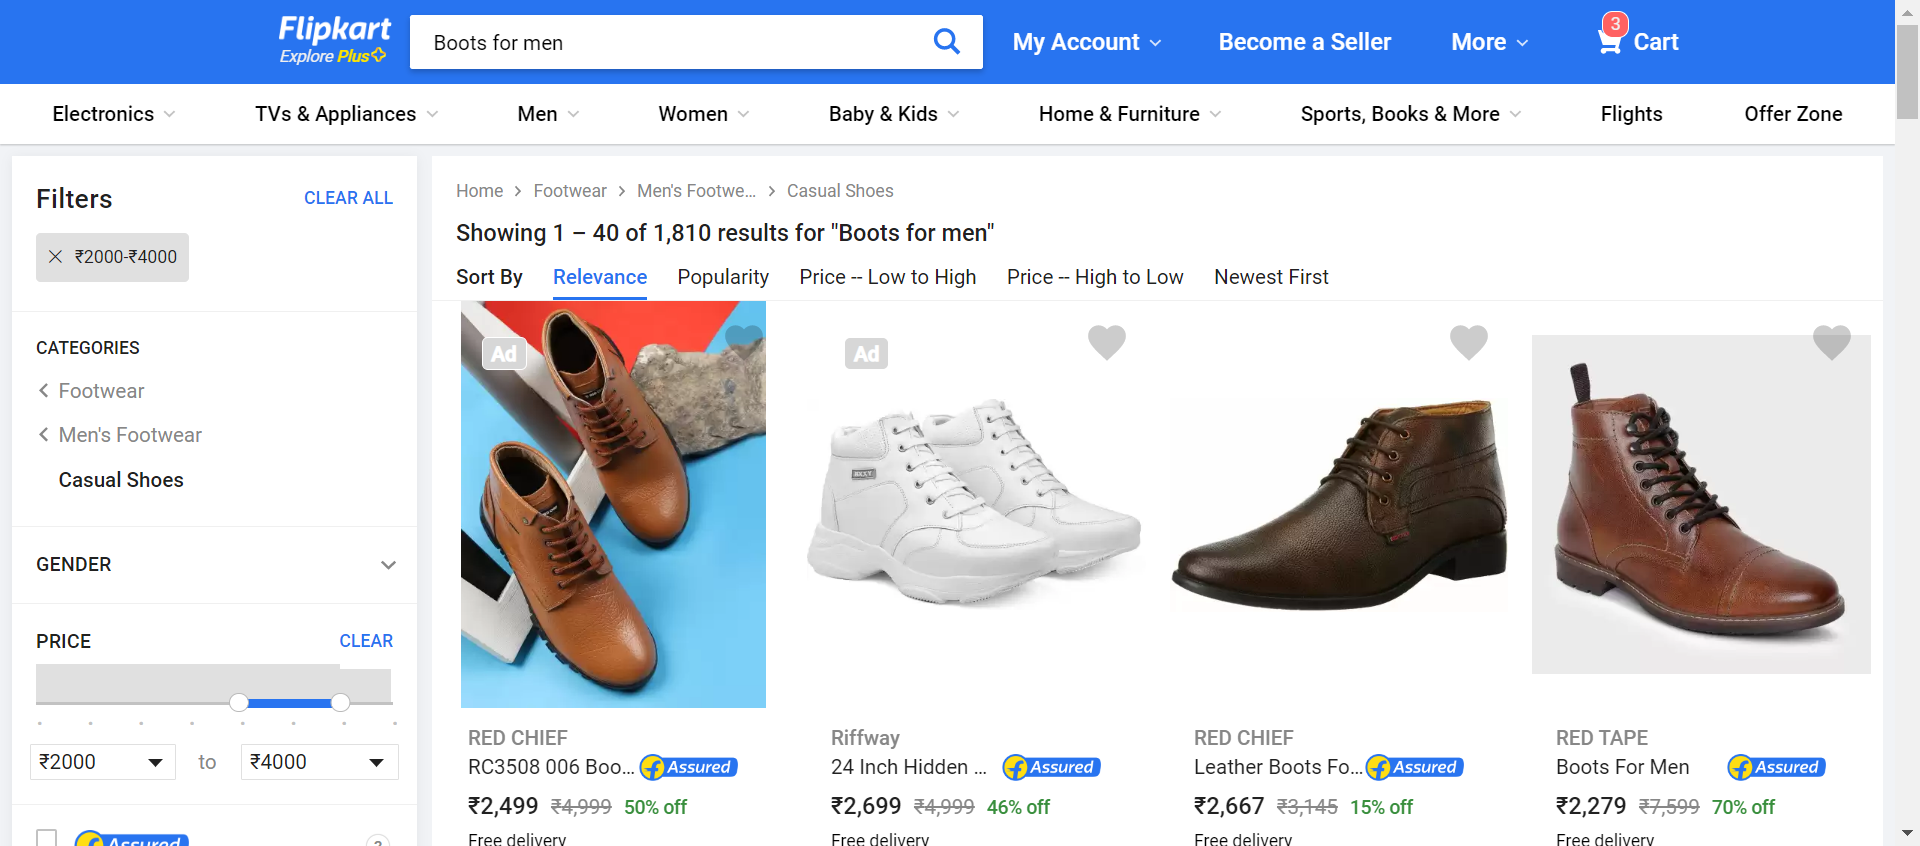 Flipkart
Explore Plus
Boots for men
My Account
Become a Seller
More
3
Cart
Electronics
TVs & Appliances
Men
Women
Baby & Kids
Home & Furniture
Sports, Books & More
Flights
Offer Zone
Filters
CLEAR ALL
₹2000-₹4000
CATEGORIES
Footwear
Men's Footwear
Casual Shoes
GENDER
PRICE
CLEAR
₹2000
to
₹4000
Assured
?
Home
Footwear
Men's Footwe...
Casual Shoes
Showing 1 – 40 of 1,810 results for "Boots for men"
Sort By
Relevance
Popularity
Price -- Low to High
Price -- High to Low
Newest First
Ad
RED CHIEF
RC3508 006 Boo...
Assured
₹2,499 ₹4,999 50% off
Free delivery
Ad
Riffway
24 Inch Hidden ...
Assured
₹2,699 ₹4,999 46% off
Free delivery
RED CHIEF
Leather Boots Fo...
Assured
₹2,667 ₹3,145 15% off
Free delivery
RED TAPE
Boots For Men
Assured
₹2,279 ₹7,599 70% off
Free delivery